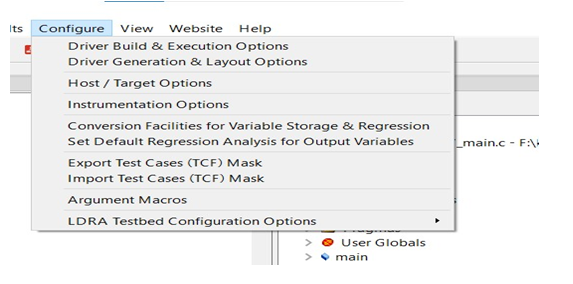 lts Configure View Website Help
Driver Build & Execution Options
Driver Generation & Layout Options
Host / Target Options
Instrumentation Options
Conversion Facilities for Variable Storage & Regression
Set Default Regression Analysis for Output Variables
_main.c - F:\
Export Test Cases (TCF) Mask
Import Test Cases (TCF) Mask
Argument Macros
LDRA Testbed Configuration Options
User Globals
main